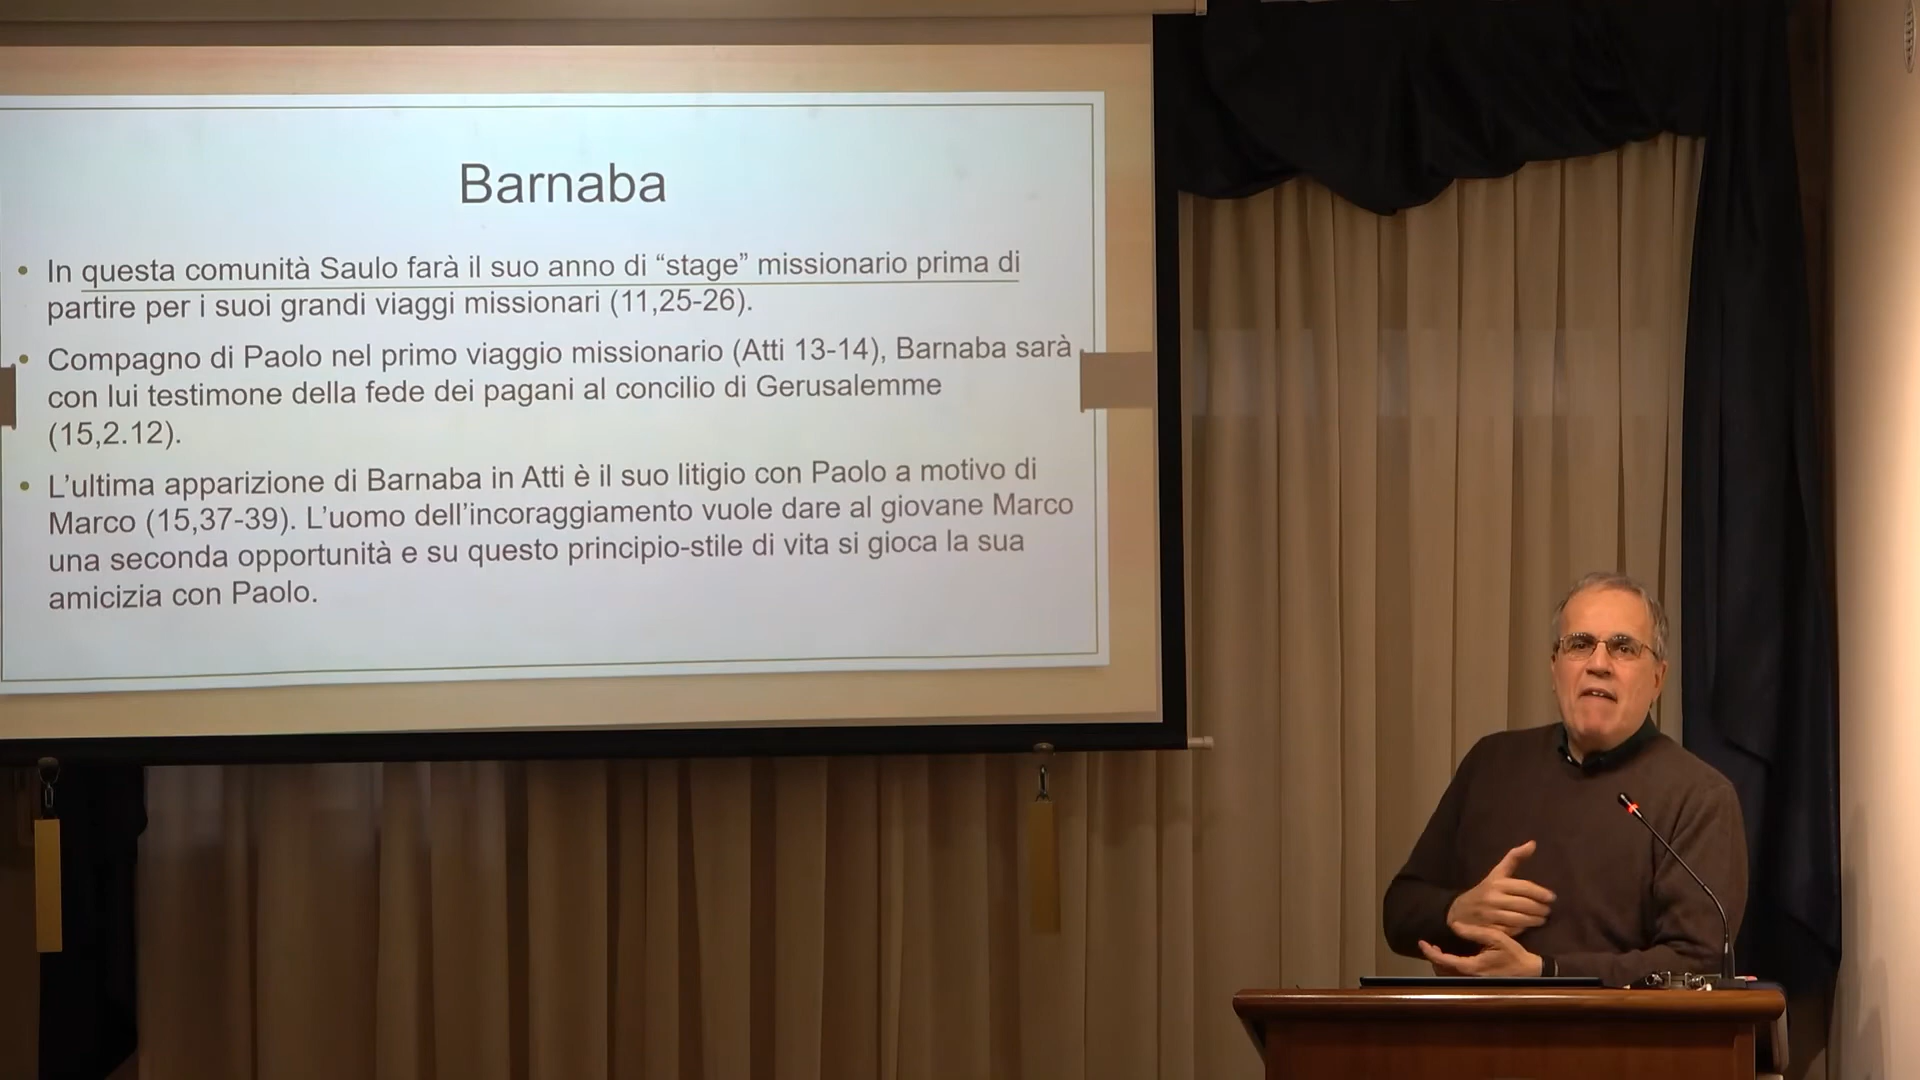 Barnaba
• In questa comunità Saulo farà il suo anno di “stage” missionario prima di
partire per i suoi grandi viaggi missionari (11,25-26).
• Compagno di Paolo nel primo viaggio missionario (Atti 13-14), Barnaba sarà
con lui testimone della fede dei pagani al concilio di Gerusalemme
(15,2.12).
• L’ultima apparizione di Barnaba in Atti è il suo litigio con Paolo a motivo di
Marco (15,37-39). L’uomo dell’incoraggiamento vuole dare al giovane Marco
una seconda opportunità e su questo principio-stile di vita si gioca la sua
amicizia con Paolo.